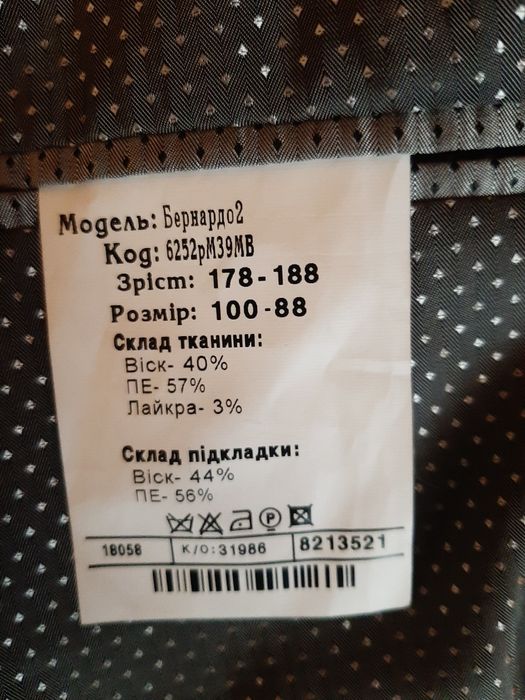 Модель: Бернардо2
Код: 6252рМ39МВ
Зріст: 178-188
Розмір: 100-88
Склад тканини:
Віск- 40%
ПЕ- 57%
Лайкра- 3%
Склад підкладки:
Віск- 44%
ПЕ- 56%
P
18058 К/О:31986 8213521